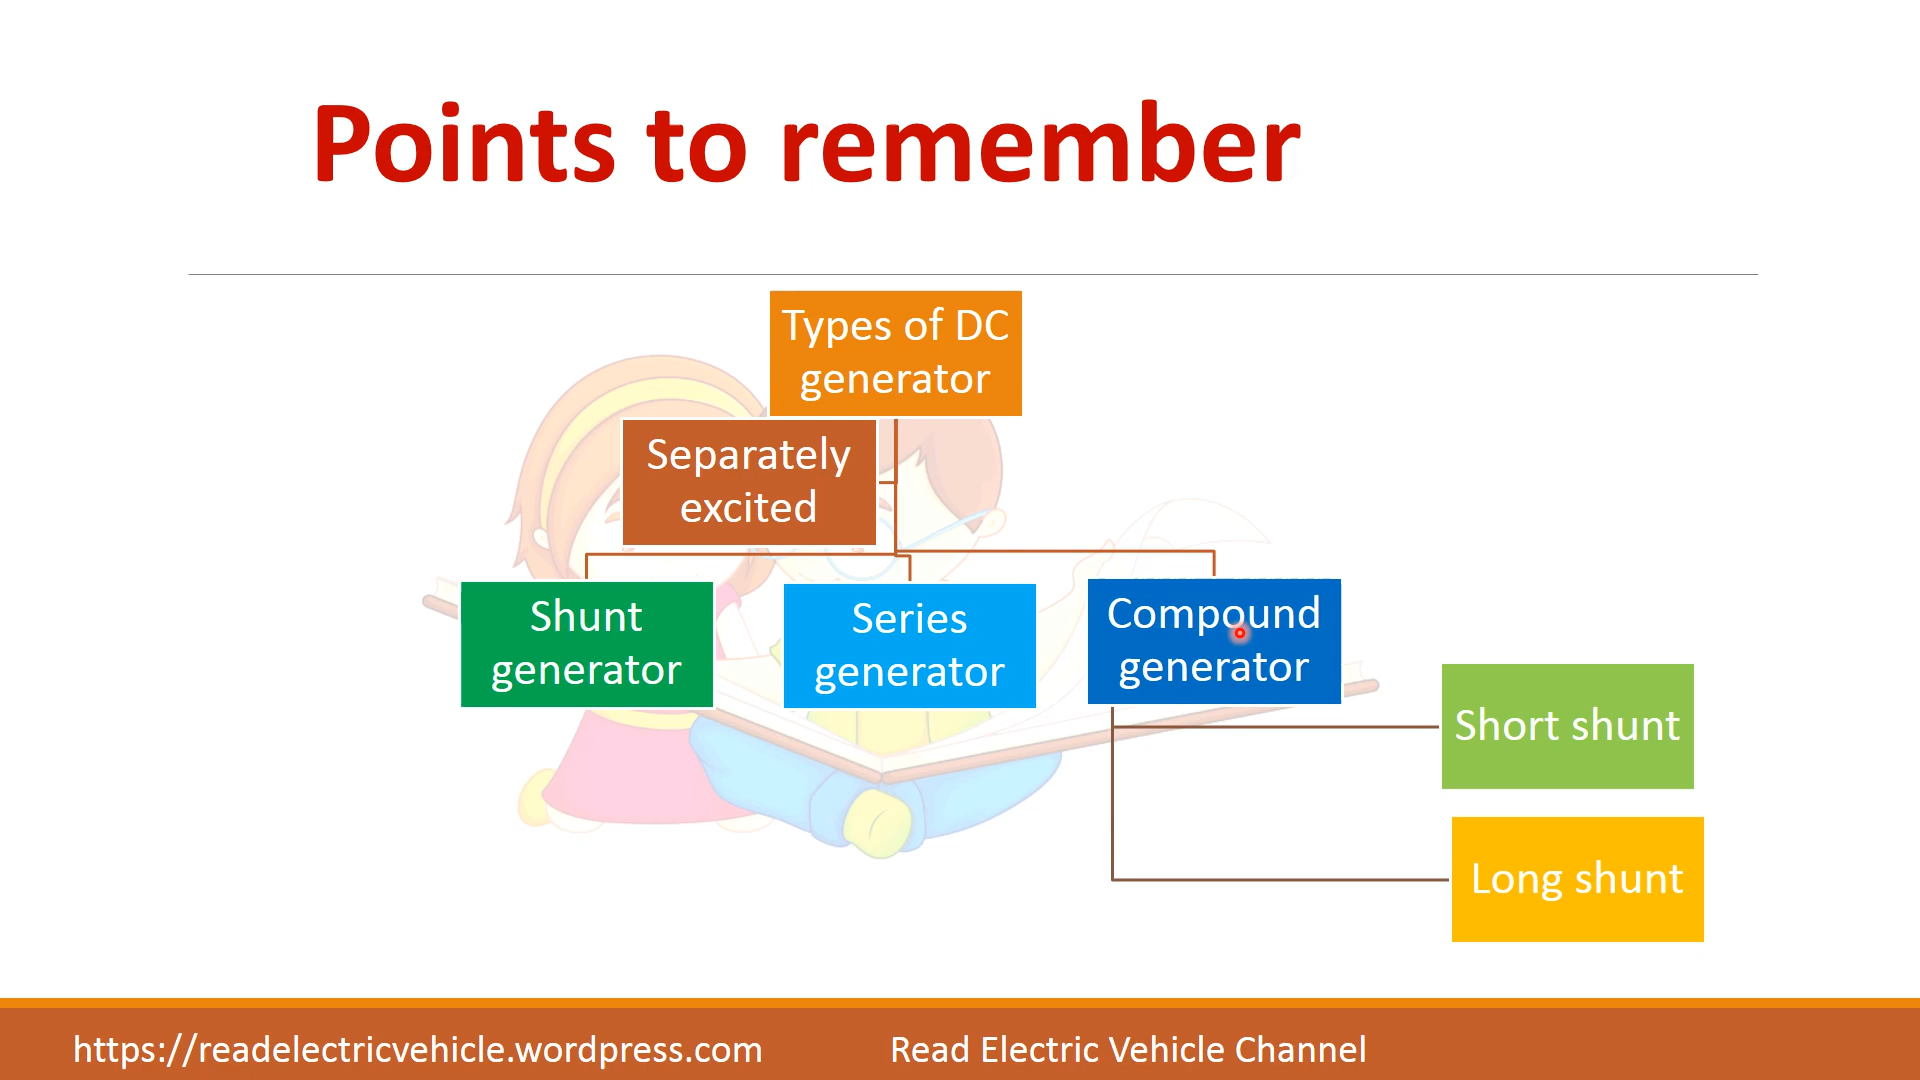 Points to remember
Types of DC
generator
Separately
excited
Shunt
generator
Series
generator
Compound
generator
Short shunt
Long shunt
https://readelectricvehicle.wordpress.com
Read Electric Vehicle Channel